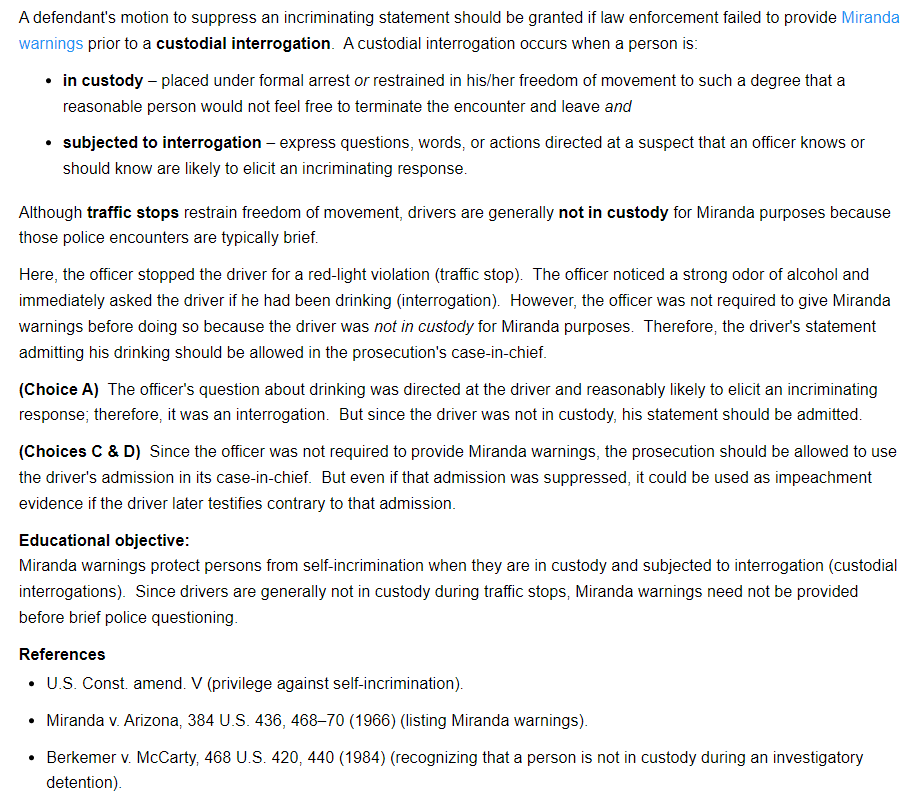 A defendant's motion to suppress an incriminating statement should be granted if law enforcement failed to provide Miranda
warnings prior to a custodial interrogation. A custodial interrogation occurs when a person is:
• in custody – placed under formal arrest or restrained in his/her freedom of movement to such a degree that a
reasonable person would not feel free to terminate the encounter and leave and
• subjected to interrogation – express questions, words, or actions directed at a suspect that an officer knows or
should know are likely to elicit an incriminating response.
Although traffic stops restrain freedom of movement, drivers are generally not in custody for Miranda purposes because
those police encounters are typically brief.
Here, the officer stopped the driver for a red-light violation (traffic stop). The officer noticed a strong odor of alcohol and
immediately asked the driver if he had been drinking (interrogation). However, the officer was not required to give Miranda
warnings before doing so because the driver was not in custody for Miranda purposes. Therefore, the driver's statement
admitting his drinking should be allowed in the prosecution's case-in-chief.
(Choice A) The officer's question about drinking was directed at the driver and reasonably likely to elicit an incriminating
response; therefore, it was an interrogation. But since the driver was not in custody, his statement should be admitted.
(Choices C & D) Since the officer was not required to provide Miranda warnings, the prosecution should be allowed to use
the driver's admission in its case-in-chief. But even if that admission was suppressed, it could be used as impeachment
evidence if the driver later testifies contrary to that admission.
Educational objective:
Miranda warnings protect persons from self-incrimination when they are in custody and subjected to interrogation (custodial
interrogations). Since drivers are generally not in custody during traffic stops, Miranda warnings need not be provided
before brief police questioning.
References
• U.S. Const. amend. V (privilege against self-incrimination).
• Miranda v. Arizona, 384 U.S. 436, 468–70 (1966) (listing Miranda warnings).
• Berkemer v. McCarty, 468 U.S. 420, 440 (1984) (recognizing that a person is not in custody during an investigatory
detention).